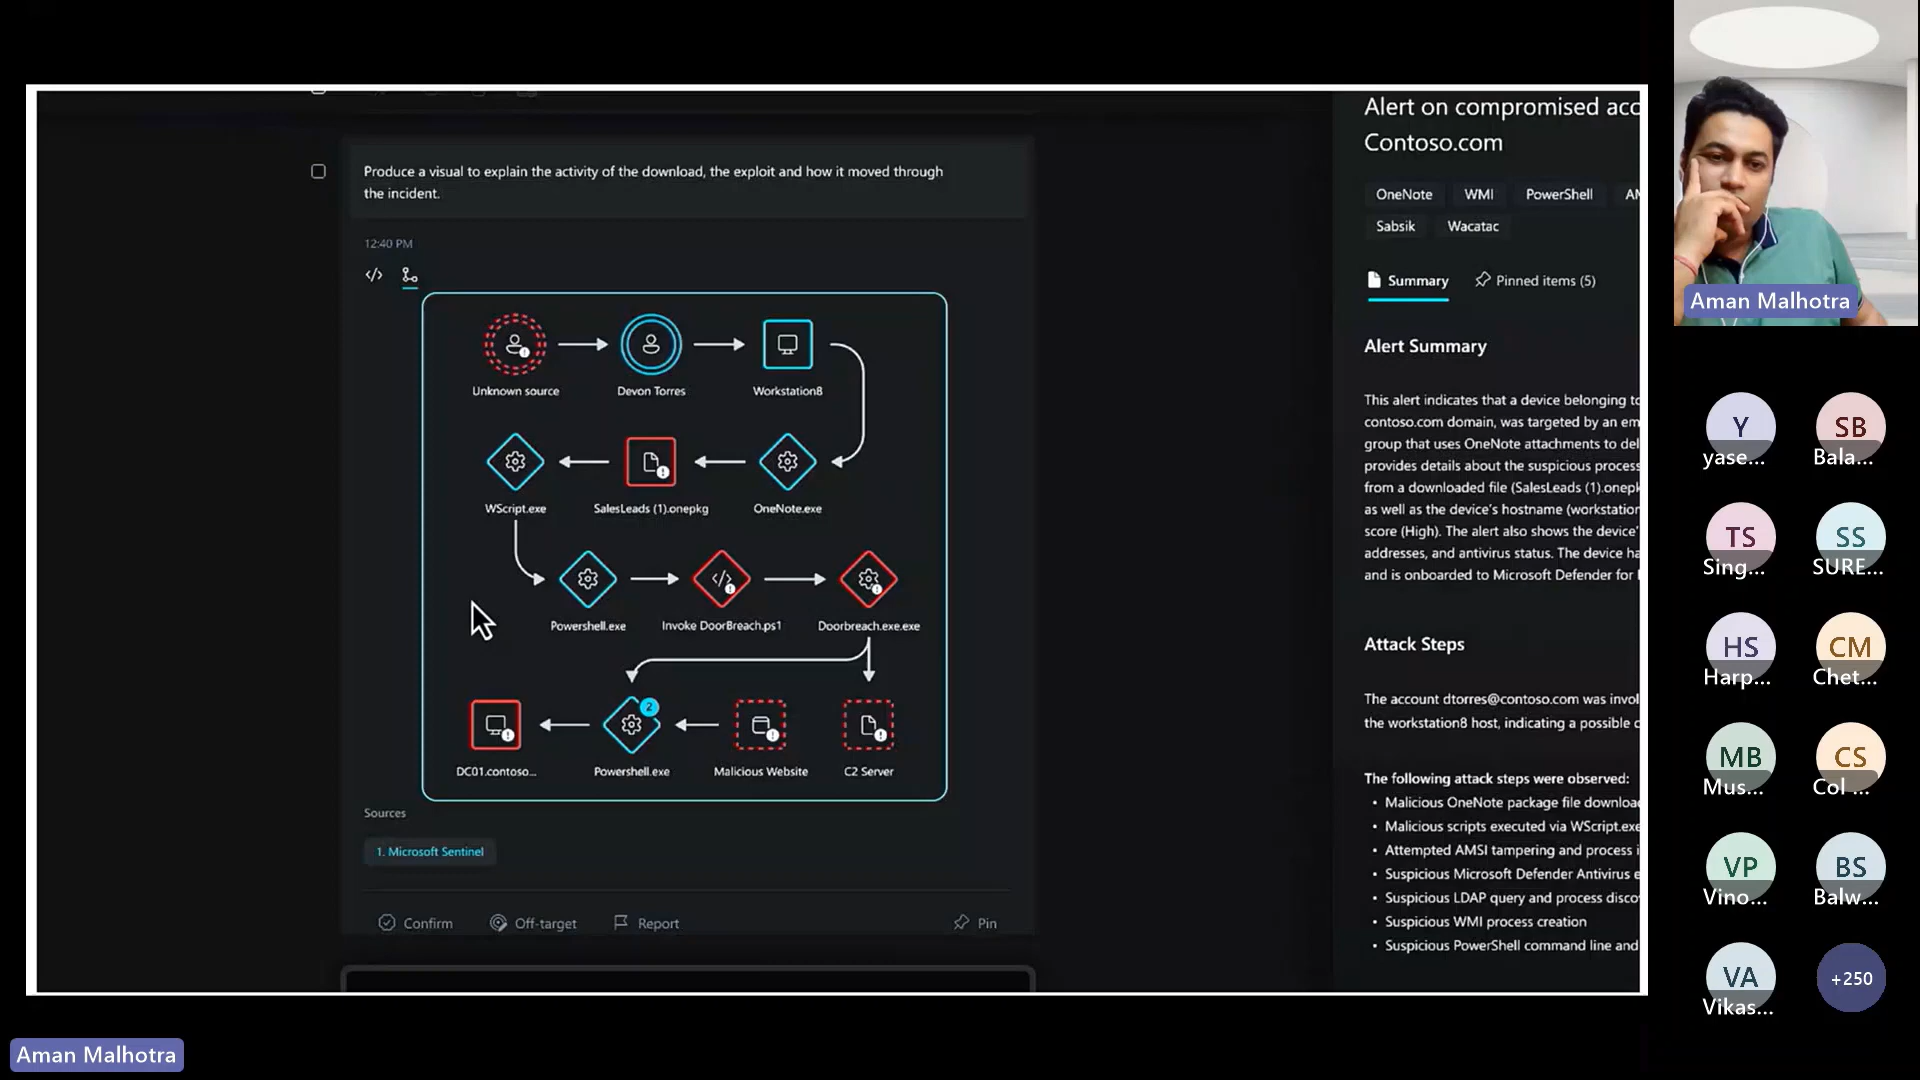 Produce a visual to explain the activity of the download, the exploit and how it moved through
the incident.
12:40 PM
</>
Unknown source
Devon Torres
Workstation8
WScript.exe
SalesLeads (1).onepkg
OneNote.exe
Powershell.exe
Invoke DoorBreach.ps1
Doorbreach.exe.exe
2
DC01.contoso...
Powershell.exe
Malicious Website
C2 Server
Sources
1. Microsoft Sentinel
Confirm
Off-target
Report
Pin
Alert on compromised acc
Contoso.com
OneNote
WMI
PowerShell
AM
Sabsik
Wacatac
Summary
Pinned items (5)
Alert Summary
This alert indicates that a device belonging to
contoso.com domain, was targeted by an em
group that uses OneNote attachments to del
provides details about the suspicious process
from a downloaded file (SalesLeads (1).onepk
as well as the device's hostname (workstation
score (High). The alert also shows the device'
addresses, and antivirus status. The device ha
and is onboarded to Microsoft Defender for
Attack Steps
The account dtorres@contoso.com was invol
the workstation8 host, indicating a possible c
The following attack steps were observed:
• Malicious OneNote package file downloa
• Malicious scripts executed via WScript.exe
• Attempted AMSI tampering and process i
• Suspicious Microsoft Defender Antivirus e
• Suspicious LDAP query and process disco
• Suspicious WMI process creation
• Suspicious PowerShell command line and
Aman Malhotra
Y
yase...
SB
Bala...
TS
Sing...
SS
SURE...
HS
Harp...
CM
Chet...
MB
Mus...
CS
Col ...
VP
Vino...
BS
Balw...
VA
Vikas...
+250
Aman Malhotra